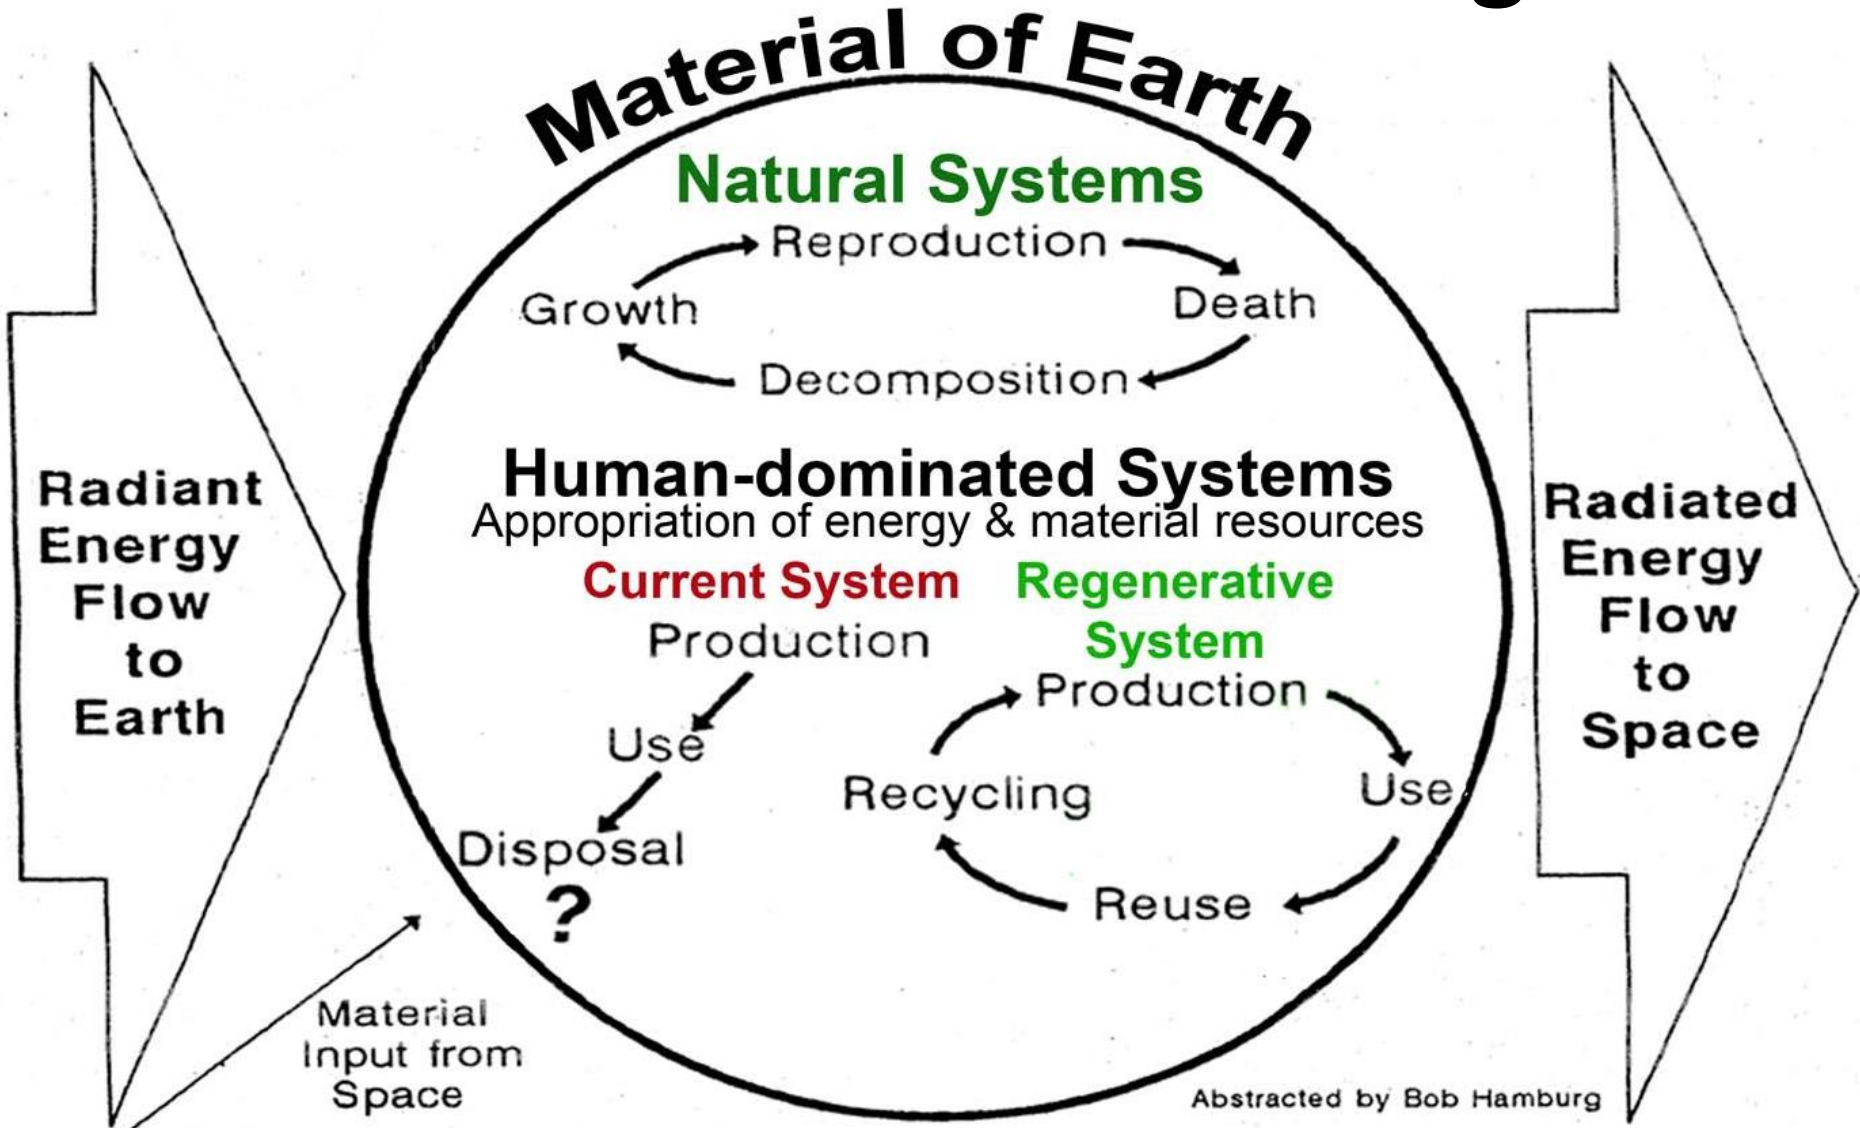 Material of Earth
Natural Systems
Reproduction
Growth
Death
Decomposition
Human-dominated Systems
Appropriation of energy & material resources
Current System
Production
Use
Disposal
?
Regenerative
System
Production
Use
Reuse
Recycling
Radiant
Energy
Flow
to
Earth
Radiated
Energy
Flow
to
Space
Material
Input from
Space
Abstracted by Bob Hamburg